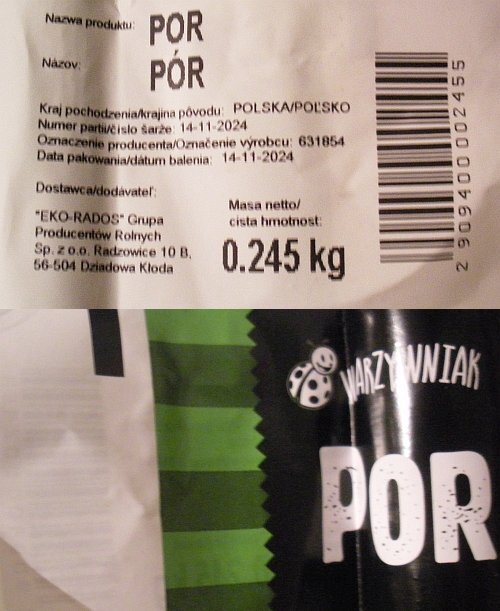 Nazwa produktu: POR
Názov: PÓR
Kraj pochodzenia/krajina pôvodu: POLSKA/POĽSKO
Numer partii/číslo šarže: 14-11-2024
Oznaczenie producenta/Označenie výrobcu: 631854
Data pakowania/dátum balenia: 14-11-2024
Dostawca/dodávateľ:
"EKO-RADOS" Grupa
Producentów Rolnych
Sp. z o.o. Radzowice 10 B,
56-504 Dziadowa Kłoda
Masa netto/
čista hmotnosť:
0.245 kg
2909400002455
WARZYWNIAK
POR